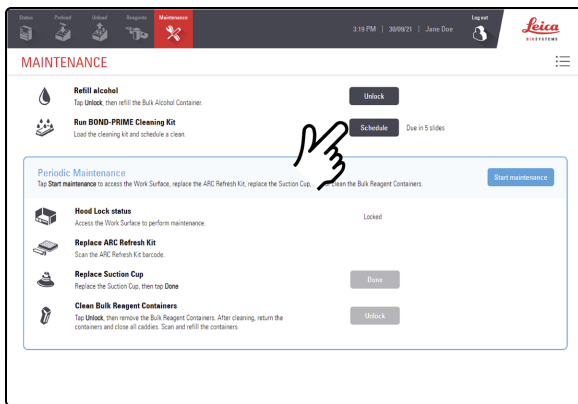 Status Preload Unload Reagents Maintenance
3:19 PM | 30/09/21 | Jane Doe
Log out
Leica
BIOSYSTEMS
MAINTENANCE
Refill alcohol
Tap Unlock, then refill the Bulk Alcohol Container.
Unlock
Run BOND-PRIME Cleaning Kit
Load the cleaning kit and schedule a clean.
Schedule
Due in 5 slides
Periodic Maintenance
Tap Start maintenance to access the Work Surface, replace the ARC Refresh Kit, replace the Suction Cup, clean the Bulk Reagent Containers.
Start maintenance
Hood Lock status
Access the Work Surface to perform maintenance.
Locked
Replace ARC Refresh Kit
Scan the ARC Refresh Kit barcode.
Replace Suction Cup
Replace the Suction Cup, then tap Done
Done
Clean Bulk Reagent Containers
Tap Unlock, then remove the Bulk Reagent Containers. After cleaning, return the
containers and close all caddies. Scan and refill the containers.
Unlock